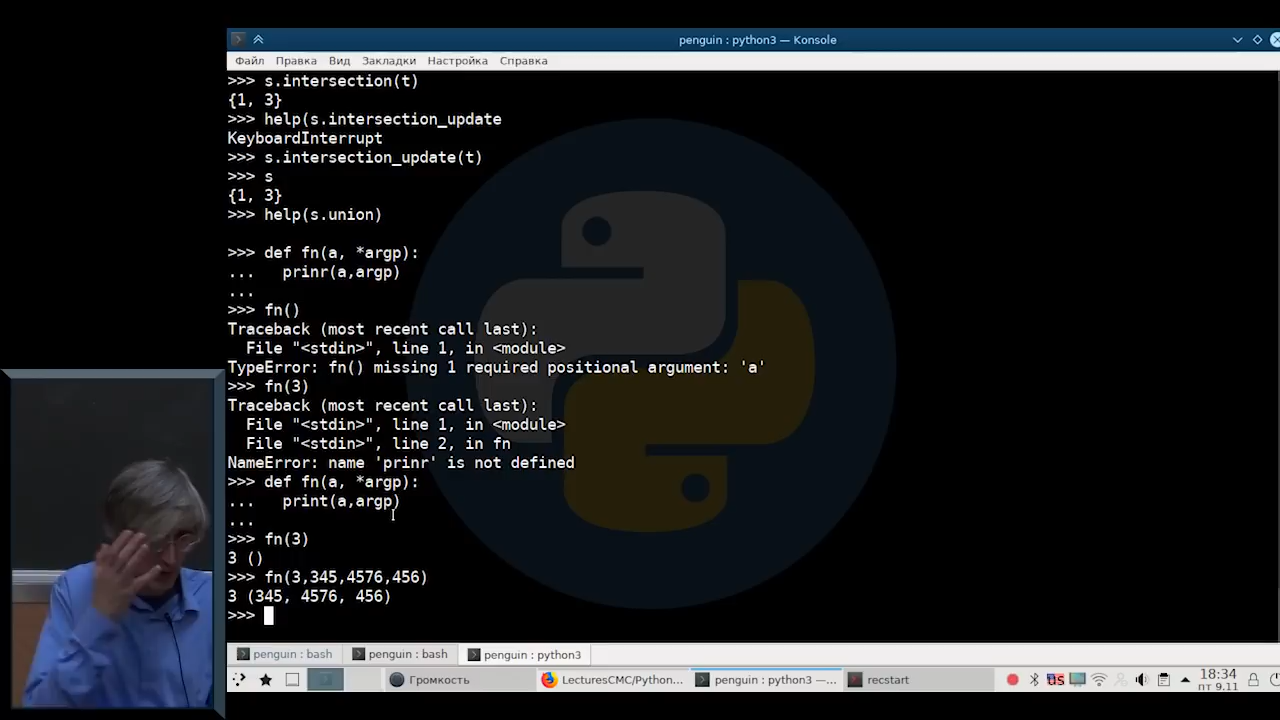 penguin : python3 — Konsole
Файл Правка Вид Закладки Настройка Справка
>>> s.intersection(t)
{1, 3}
>>> help(s.intersection_update
KeyboardInterrupt
>>> s.intersection_update(t)
>>> s
{1, 3}
>>> help(s.union)
>>> def fn(a, *argp):
...   prinr(a,argp)
...
>>> fn()
Traceback (most recent call last):
  File "<stdin>", line 1, in <module>
TypeError: fn() missing 1 required positional argument: 'a'
>>> fn(3)
Traceback (most recent call last):
  File "<stdin>", line 1, in <module>
  File "<stdin>", line 2, in fn
NameError: name 'prinr' is not defined
>>> def fn(a, *argp):
...   print(a,argp)
...
>>> fn(3)
3 ()
>>> fn(3,345,4576,456)
3 (345, 4576, 456)
>>>
penguin : bash penguin : bash penguin : python3
Громкость LecturesCMC/Python... penguin : python3 —... recstart us 18:34
пт 9.11